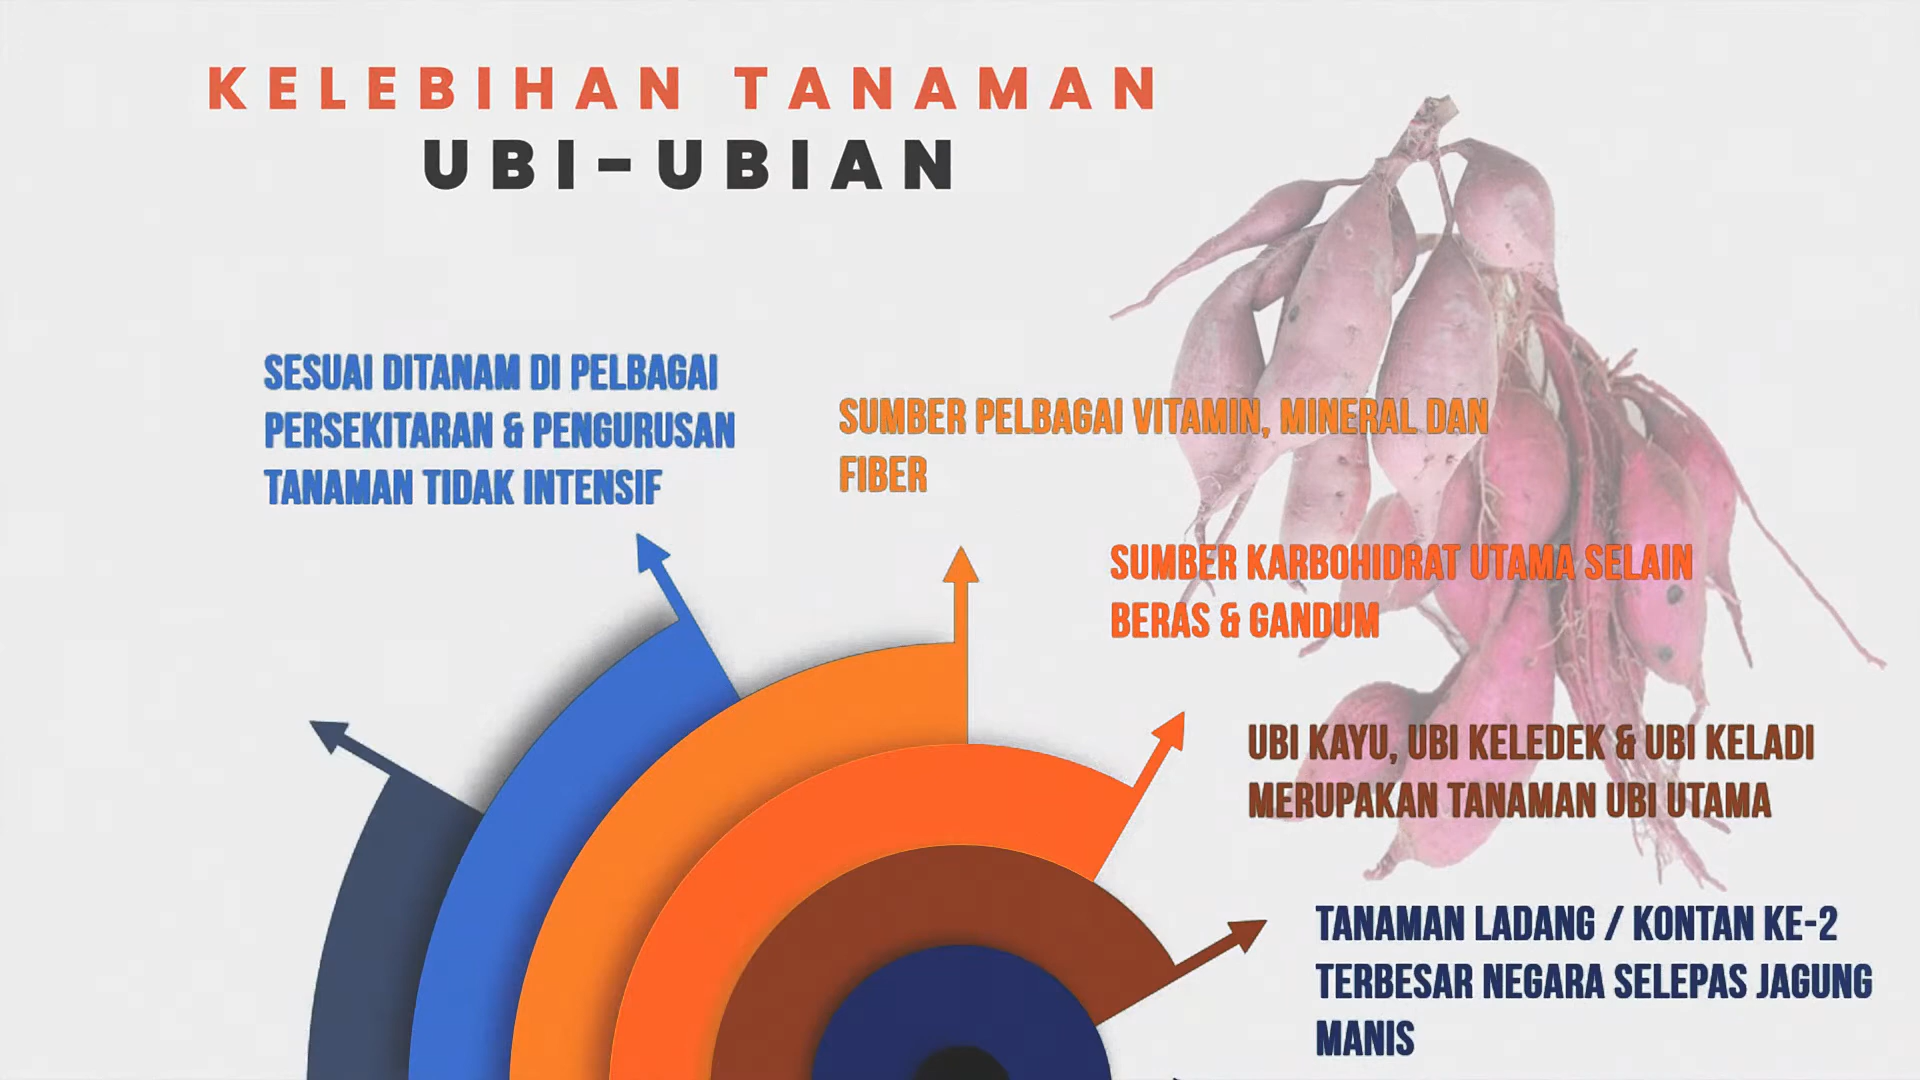 KELEBIHAN TANAMAN
UBI-UBIAN
SESUAI DITANAM DI PELBAGAI
PERSEKITARAN & PENGURUSAN
TANAMAN TIDAK INTENSIF
SUMBER PELBAGAI VITAMIN, MINERAL DAN
FIBER
SUMBER KARBOHIDRAT UTAMA SELAIN
BERAS & GANDUM
UBI KAYU, UBI KELEDEK & UBI KELADI
MERUPAKAN TANAMAN UBI UTAMA
TANAMAN LADANG / KONTAN KE-2
TERBESAR NEGARA SELEPAS JAGUNG
MANIS